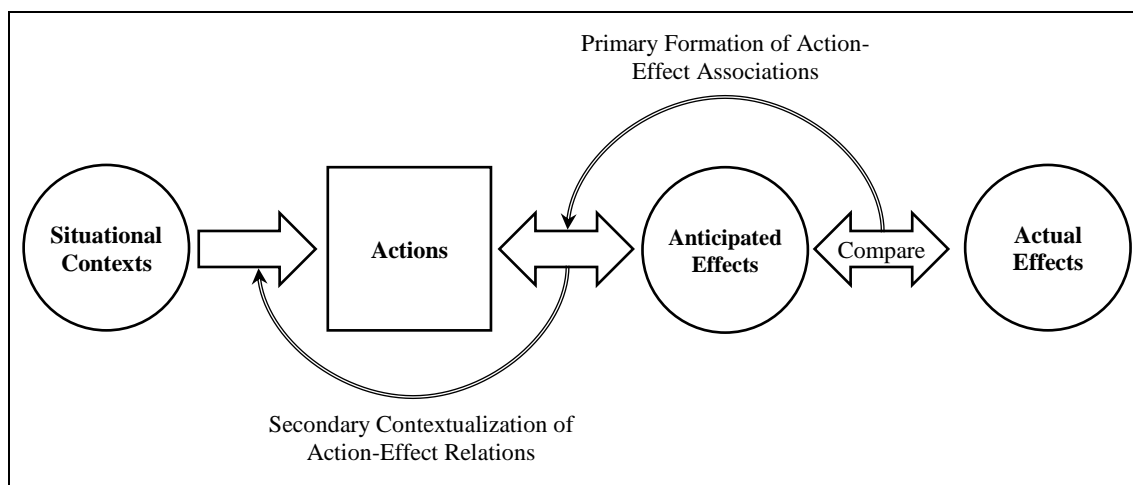 Primary Formation of Action-
Effect Associations
Situational
Contexts
Actions
Anticipated
Effects
Compare
Actual
Effects
Secondary Contextualization of
Action-Effect Relations